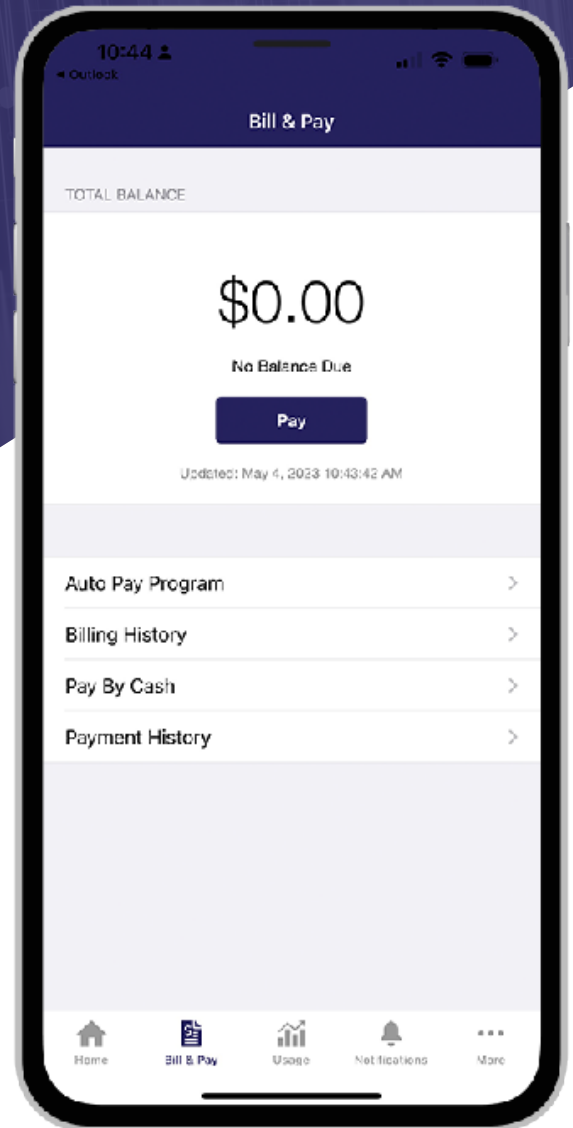 10:44
◀ Outlook
Bill & Pay
TOTAL BALANCE
$0.00
No Balance Due
Pay
Updated: May 4, 2023 10:43:42 AM
Auto Pay Program
Billing History
Pay By Cash
Payment History
Home Bill & Pay Usage Notifications More